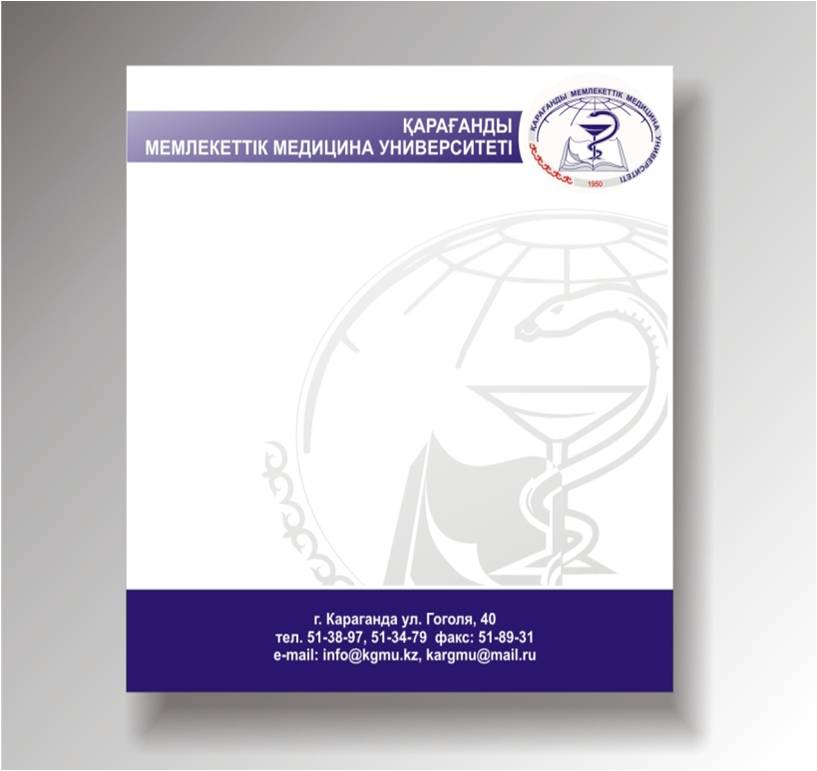 ҚАРАҒАНДЫ
МЕМЛЕКЕТТІК МЕДИЦИНА УНИВЕРСИТЕТІ
ҚАРАҒАНДЫ МЕМЛЕКЕТТІК МЕДИЦИНА УНИВЕРСИТЕТІ
1950
г. Караганда ул. Гоголя, 40
тел. 51-38-97, 51-34-79 факс: 51-89-31
e-mail: info@kgmu.kz, kargmu@mail.ru